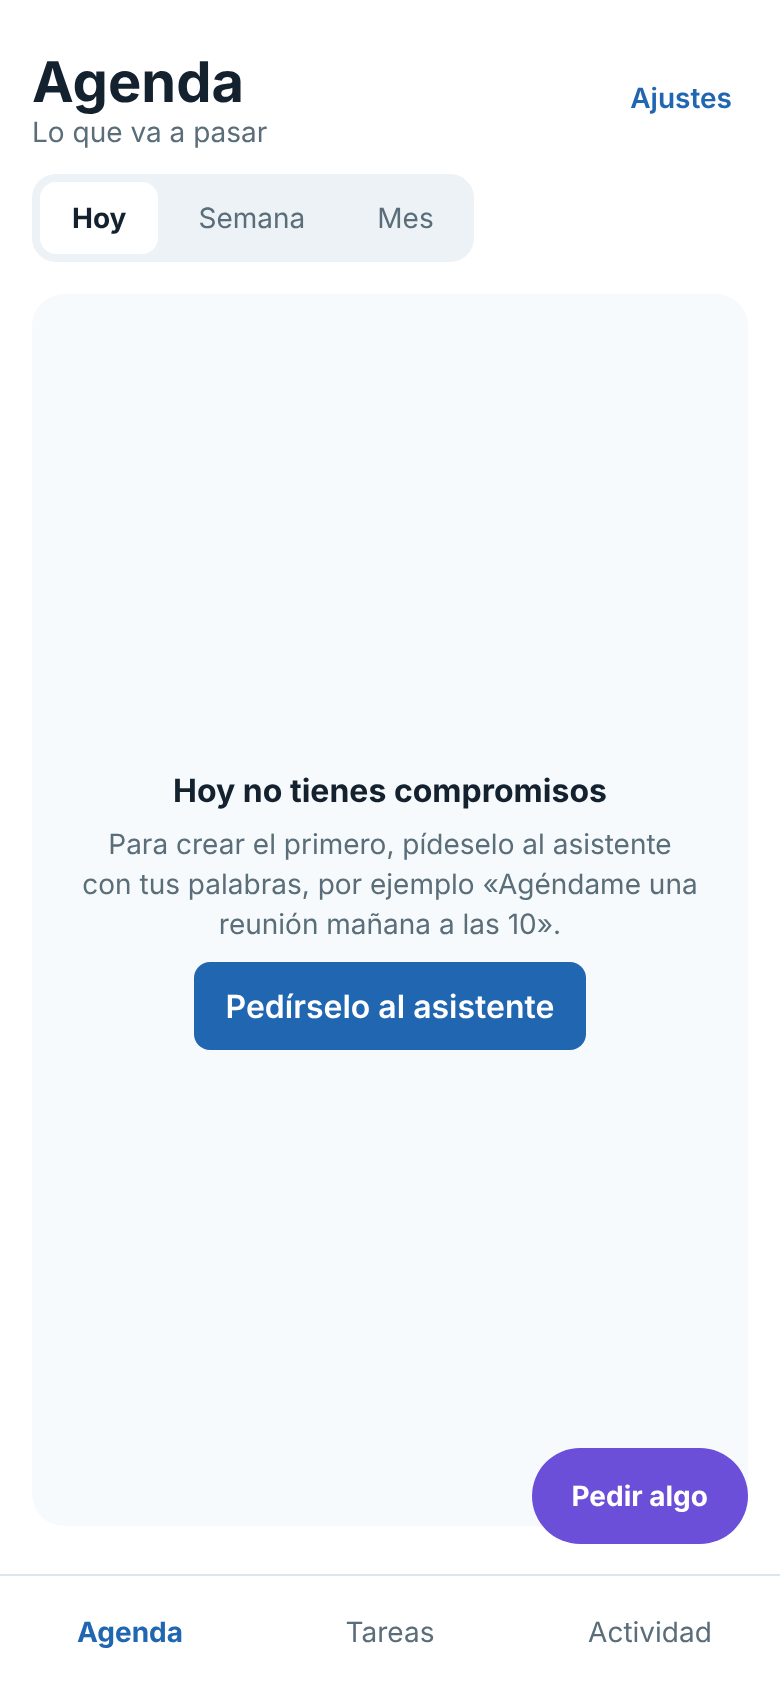 Agenda
Ajustes
Lo que va a pasar
Hoy
Semana
Mes
Hoy no tienes compromisos
Para crear el primero, pídeselo al asistente
con tus palabras, por ejemplo «Agéndame una
reunión mañana a las 10».
Pedírselo al asistente
Pedir algo
Agenda
Tareas
Actividad